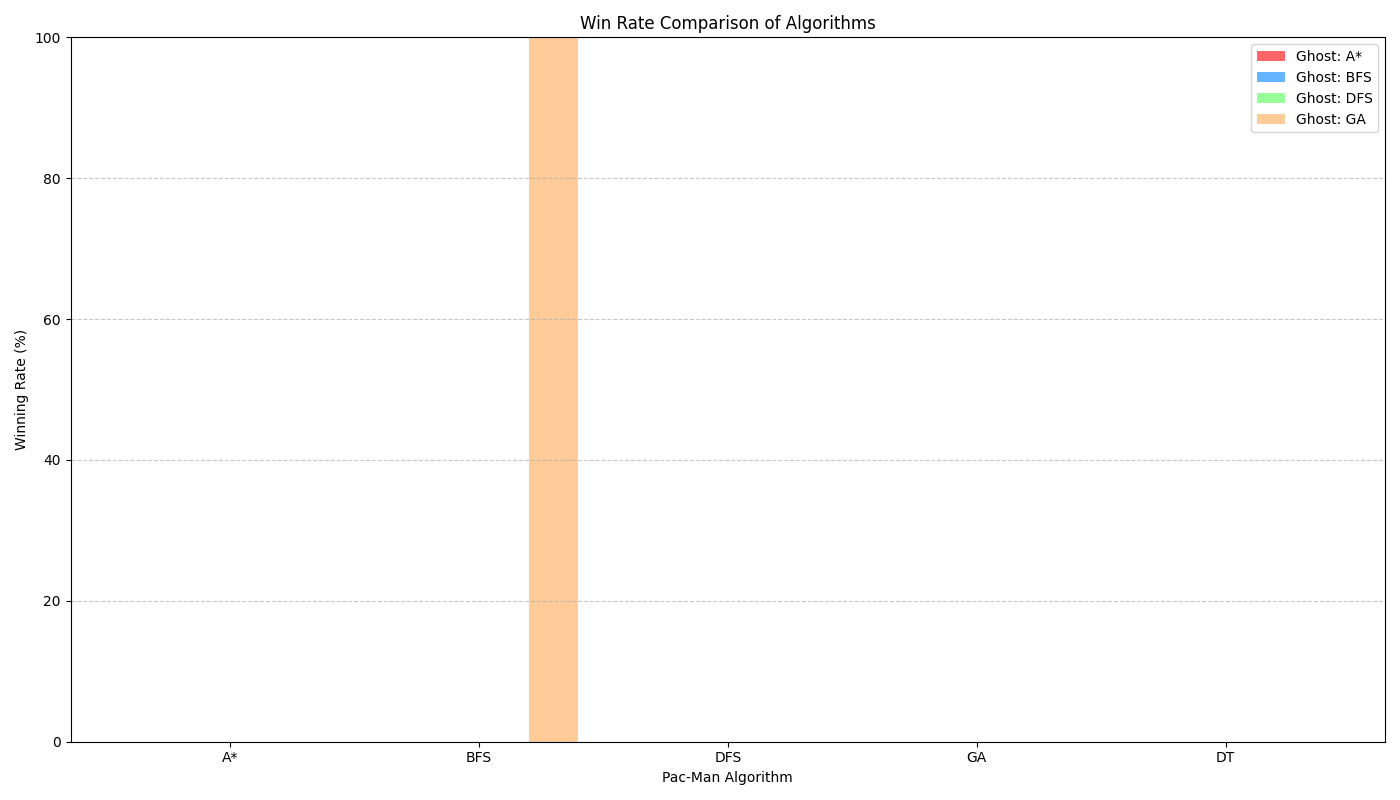 Win Rate Comparison of Algorithms
Ghost: A*
Ghost: BFS
Ghost: DFS
Ghost: GA
Winning Rate (%)
100
80
60
40
20
0
A* BFS DFS GA DT
Pac-Man Algorithm